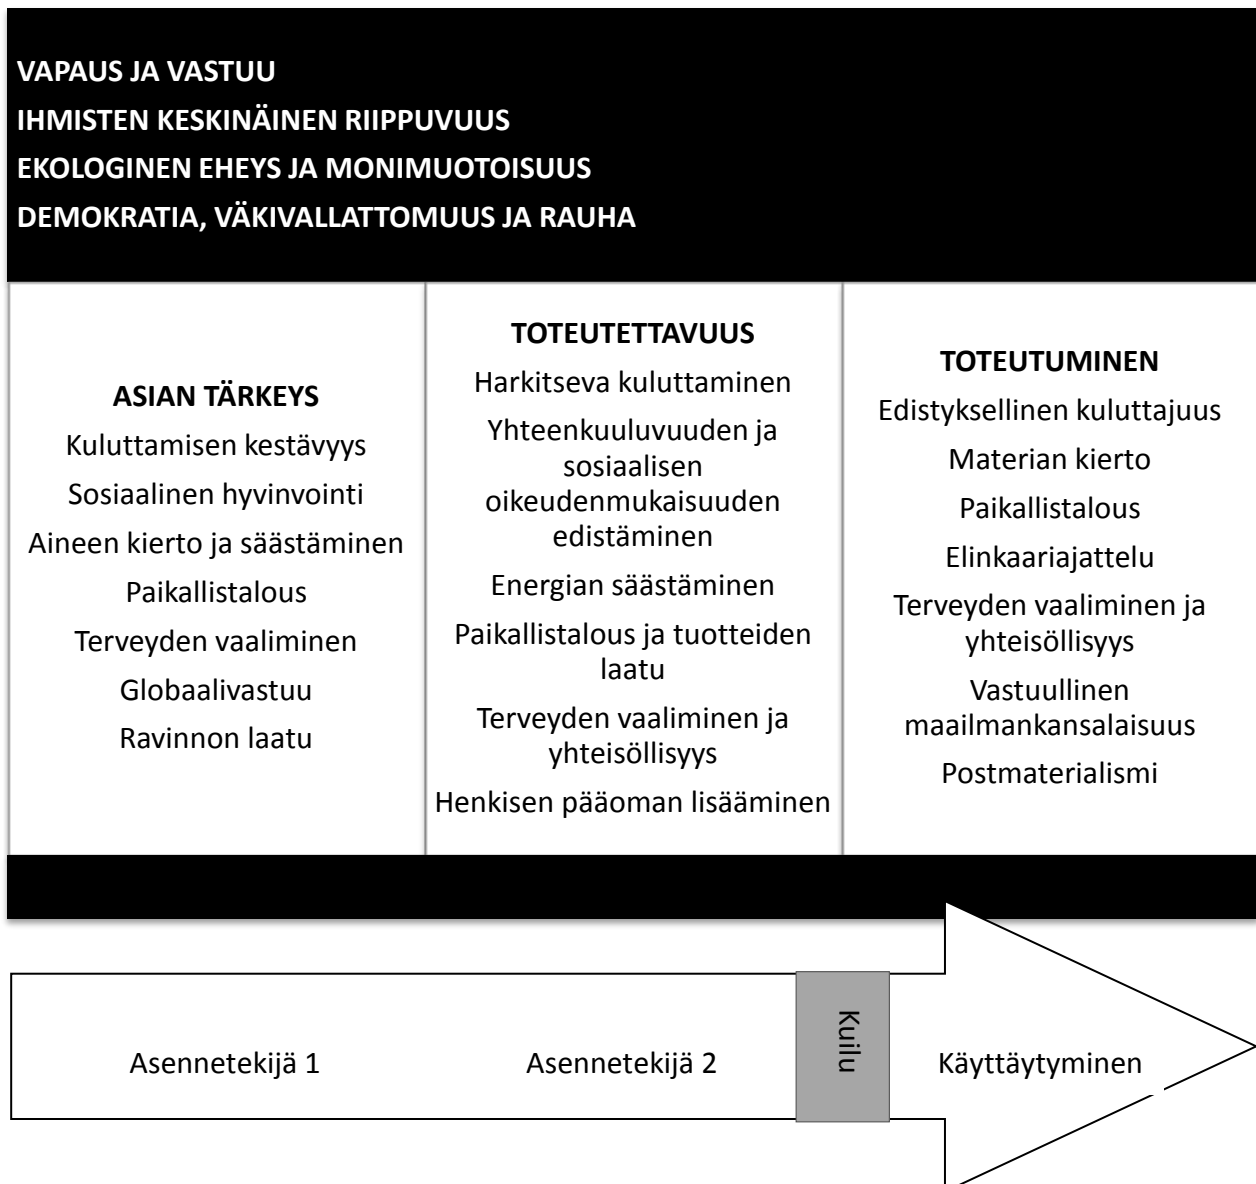 VAPAUS JA VASTUU
IHMISTEN KESKINÄINEN RIIPPUVUUS
EKOLOGINEN EHEYS JA MONIMUOTOISUUS
DEMOKRATIA, VÄKIVALLATTOMUUS JA RAUHA
ASIAN TÄRKEYS
Kuluttamisen kestävyys
Sosiaalinen hyvinvointi
Aineen kierto ja säästäminen
Paikallistalous
Terveyden vaaliminen
Globaalivastuu
Ravinnon laatu
TOTEUTETTAVUUS
Harkitseva kuluttaminen
Yhteenkuuluvuuden ja
sosiaalisen
oikeudenmukaisuuden
edistäminen
Energian säästäminen
Paikallistalous ja tuotteiden
laatu
Terveyden vaaliminen ja
yhteisöllisyys
Henkisen pääoman lisääminen
TOTEUTUMINEN
Edistyksellinen kuluttajuus
Materian kierto
Paikallistalous
Elinkaariajattelu
Terveyden vaaliminen ja
yhteisöllisyys
Vastuullinen
maailmankansalaisuus
Postmaterialismi
Asennetekijä 1
Asennetekijä 2
Kuilu
Käyttäytyminen